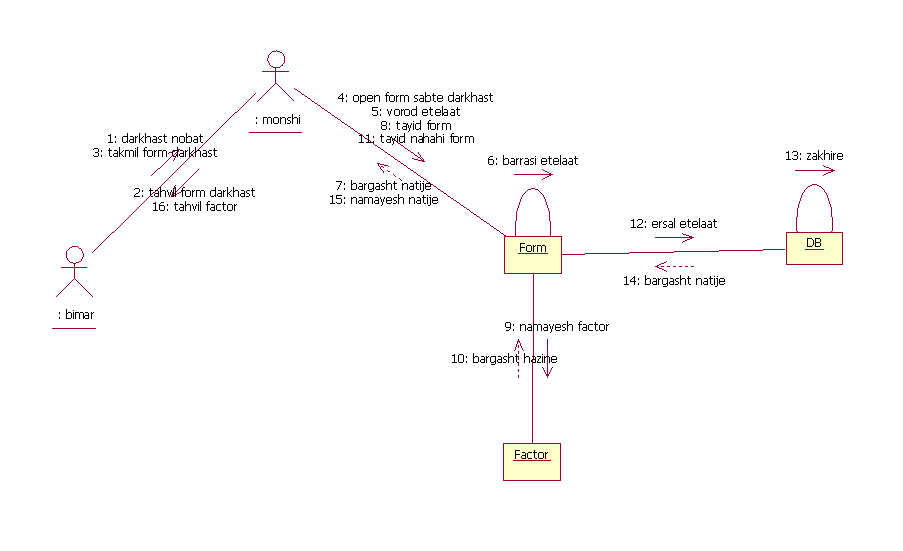 : monshi
4: open form sabte darkhast
5: vorod etelaat
8: tayid form
11: tayid nahahi form
1: darkhast nobat
3: takmil form darkhast
6: barrasi etelaat
13: zakhire
7: bargasht natije
15: namayesh natije
2: tahvil form darkhast
16: tahvil factor
12: ersal etelaat
Form
DB
14: bargasht natije
: bimar
9: namayesh factor
10: bargasht hazine
Factor